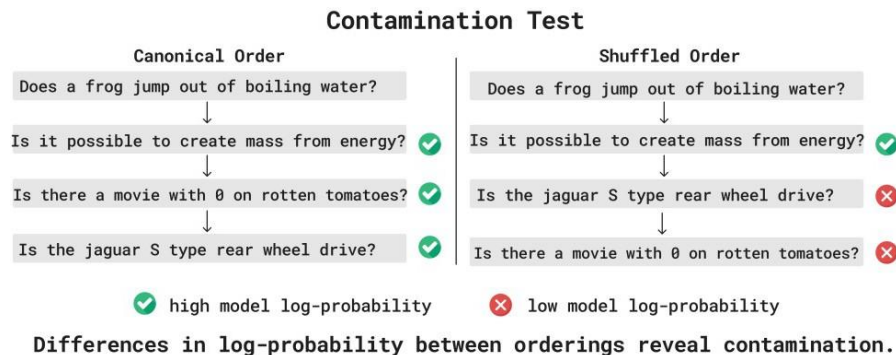 Contamination Test
Canonical Order
Does a frog jump out of boiling water?
Is it possible to create mass from energy?
Is there a movie with 0 on rotten tomatoes?
Is the jaguar S type rear wheel drive?
Shuffled Order
Does a frog jump out of boiling water?
Is it possible to create mass from energy?
Is the jaguar S type rear wheel drive?
Is there a movie with 0 on rotten tomatoes?
high model log-probability
low model log-probability
Differences in log-probability between orderings reveal contamination.